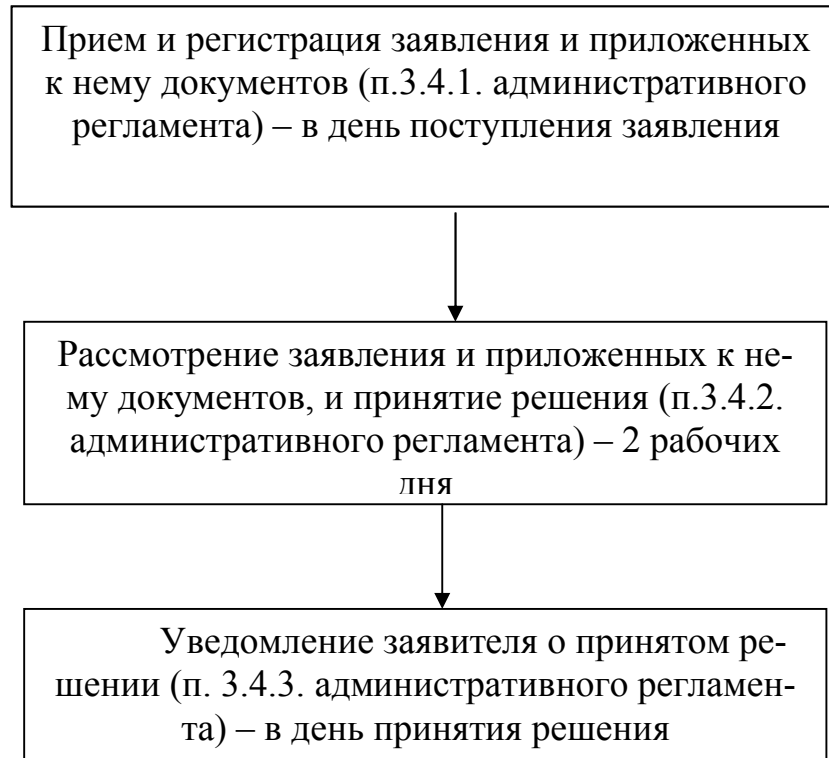 Прием и регистрация заявления и приложенных
к нему документов (п.3.4.1. административного
регламента) – в день поступления заявления
Рассмотрение заявления и приложенных к не-
му документов, и принятие решения (п.3.4.2.
административного регламента) – 2 рабочих
дня
Уведомление заявителя о принятом ре-
шении (п. 3.4.3. административного регламен-
та) – в день принятия решения